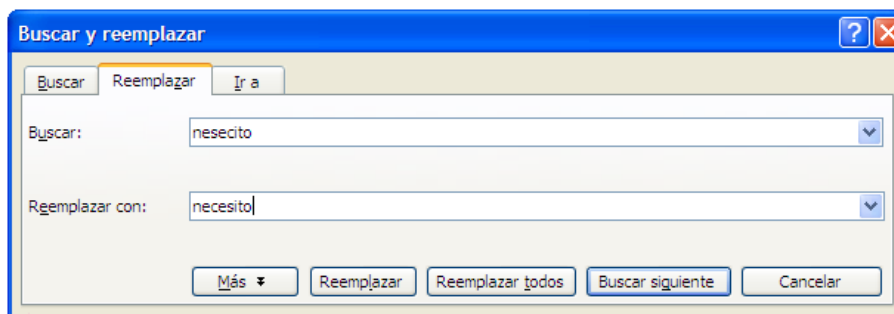 Buscar y reemplazar
Buscar Reemplazar Ir a
Buscar: nesecito
Reemplazar con: necesito
Más Reemplazar Reemplazar todos Buscar siguiente Cancelar